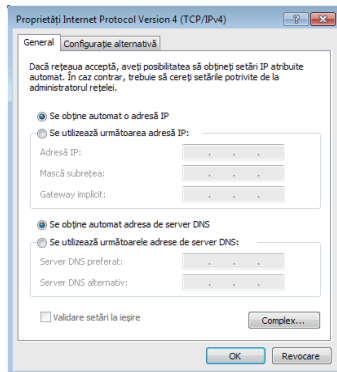 Proprietăți Internet Protocol Version 4 (TCP/IPv4)
General
Configurație alternativă
Dacă rețeaua acceptă, aveți posibilitatea să obțineți setări IP atribuite
automat. În caz contrar, trebuie să cereți setările potrivite de la
administratorul rețelei.
Se obține automat o adresă IP
Se utilizează următoarea adresă IP:
Adresă IP:
Mască subrețea:
Gateway implicit:
Se obține automat adresa de server DNS
Se utilizează următoarele adrese de server DNS:
Server DNS preferat:
Server DNS alternativ:
Validare setări la ieșire
Complex...
OK
Revocare